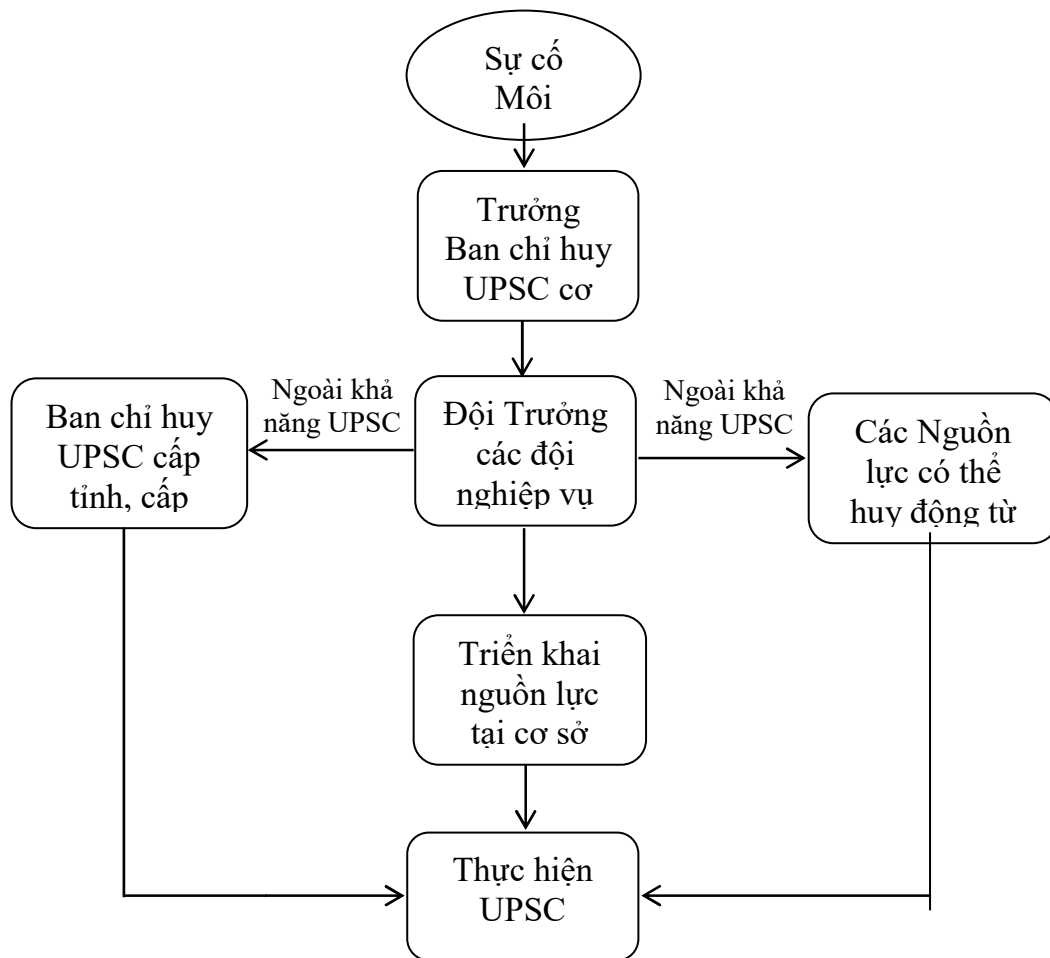 Sự cố
Môi
Trưởng
Ban chỉ huy
UPSC cơ
Ngoài khả
năng UPSC
Ngoài khả
năng UPSC
Ban chỉ huy
UPSC cấp
tỉnh, cấp
Đội Trưởng
các đội
nghiệp vụ
Các Nguồn
lực có thể
huy động từ
Triển khai
nguồn lực
tại cơ sở
Thực hiện
UPSC